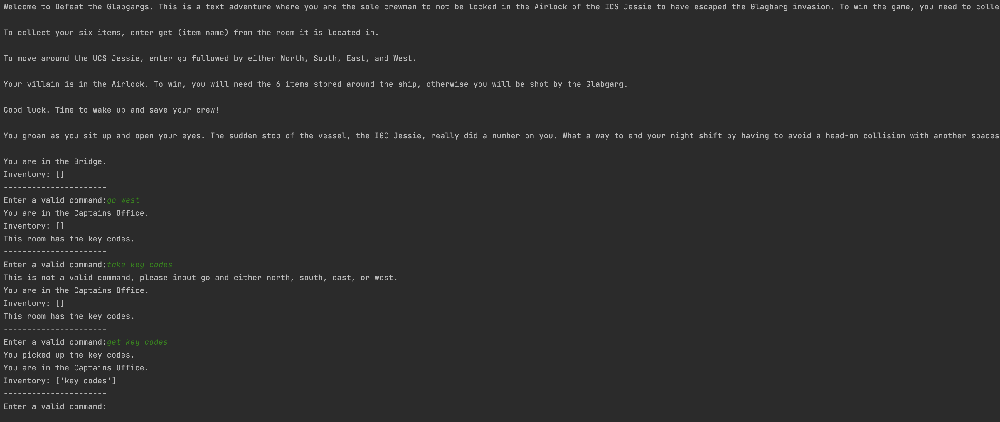 Welcome to Defeat the Glabgargs. This is a text adventure where you are the sole crewman to not be locked in the Airlock of the ICS Jessie to have escaped the Glagbarg invasion. To win the game, you need to colle
To collect your six items, enter get (item name) from the room it is located in.
To move around the UCS Jessie, enter go followed by either North, South, East, and West.
Your villain is in the Airlock. To win, you will need the 6 items stored around the ship, otherwise you will be shot by the Glabgarg.
Good luck. Time to wake up and save your crew!
You groan as you sit up and open your eyes. The sudden stop of the vessel, the IGC Jessie, really did a number on you. What a way to end your night shift by having to avoid a head-on collision with another spaces
You are in the Bridge.
Inventory: []
----------------------
Enter a valid command:go west
You are in the Captains Office.
Inventory: []
This room has the key codes.
----------------------
Enter a valid command:take key codes
This is not a valid command, please input go and either north, south, east, or west.
You are in the Captains Office.
Inventory: []
This room has the key codes.
----------------------
Enter a valid command:get key codes
You picked up the key codes.
You are in the Captains Office.
Inventory: ['key codes']
----------------------
Enter a valid command: